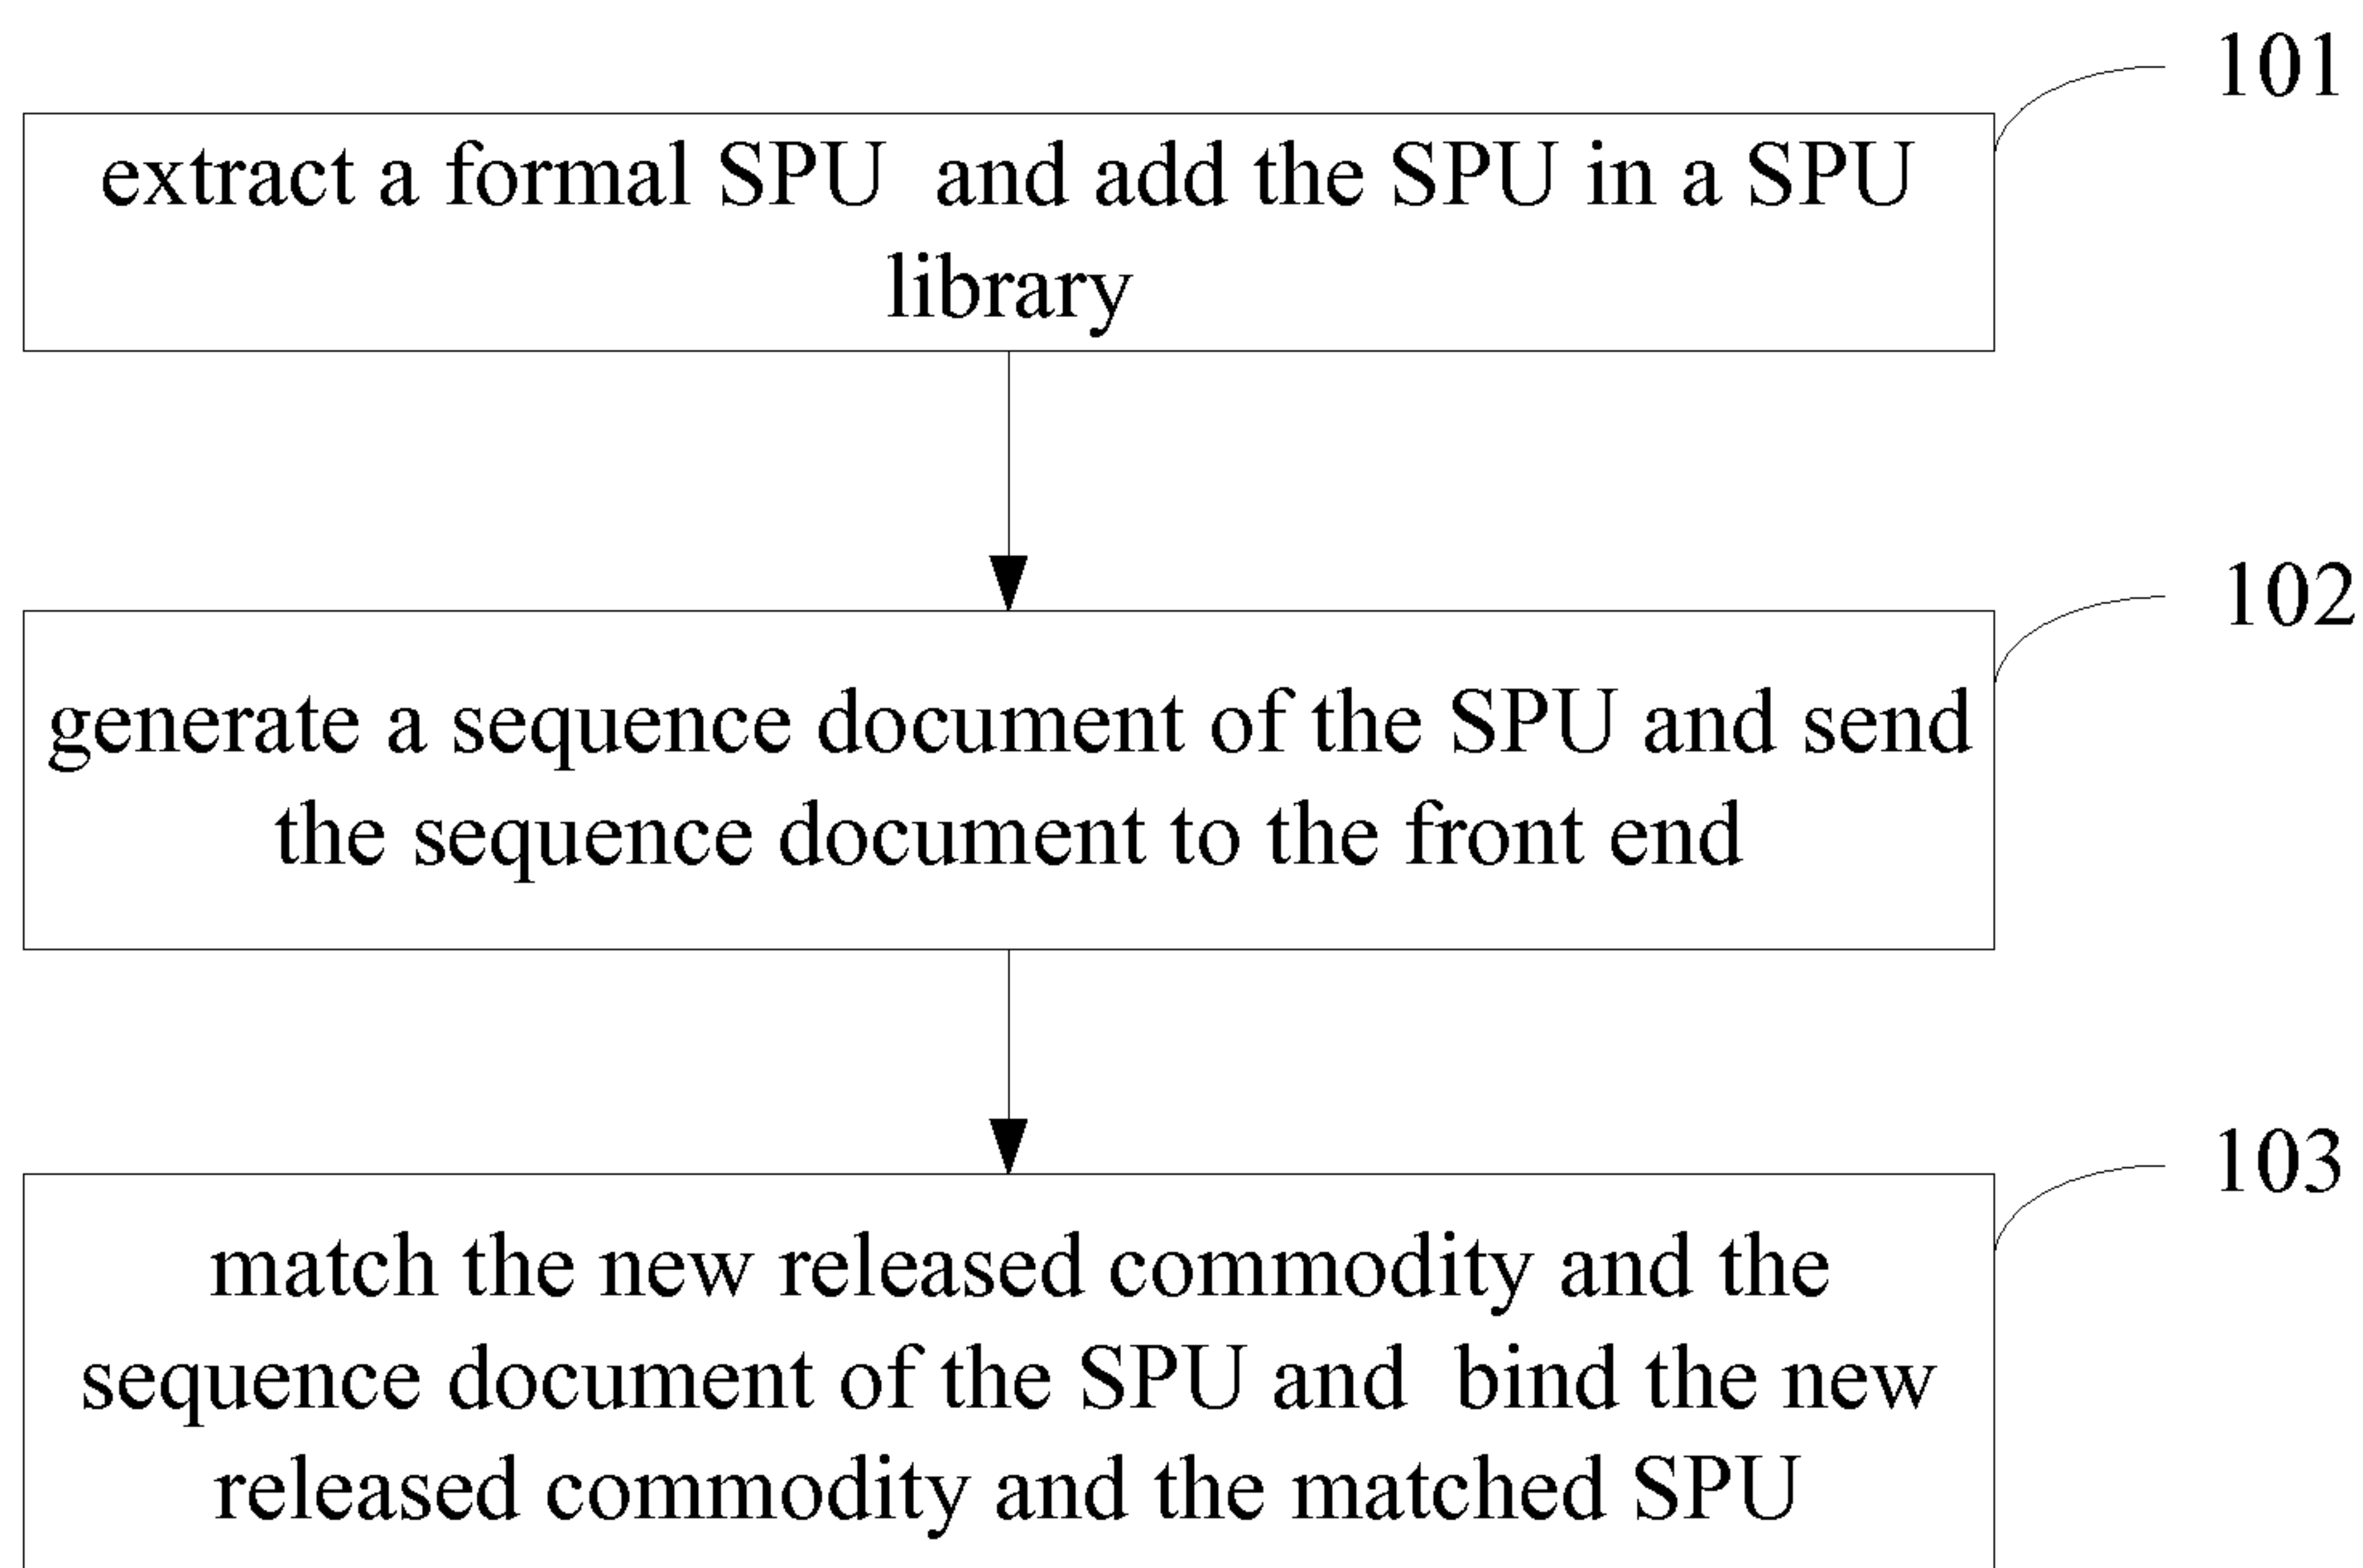 101
extract a formal SPU and add the SPU in a SPU
library
102
generate a sequence document of the SPU and send
the sequence document to the front end
103
match the new released commodity and the
sequence document of the SPU and bind the new
released commodity and the matched SPU